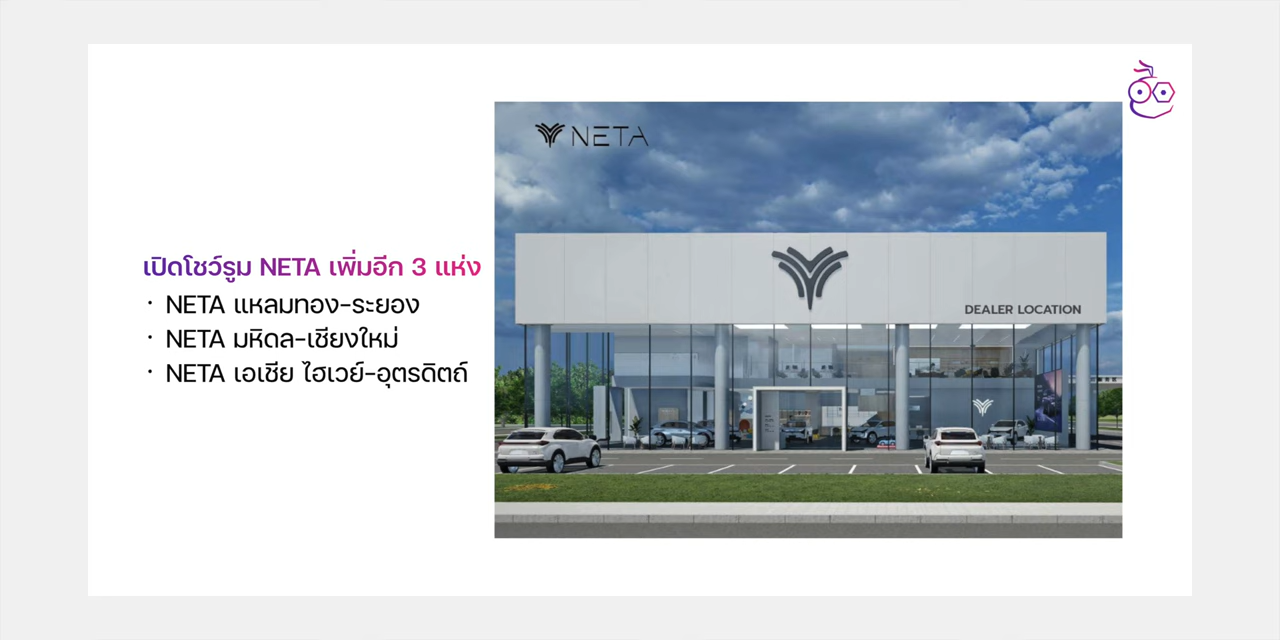 เปิดโชว์รูม NETA เพิ่มอีก 3 แห่ง
· NETA แหลมทอง-ระยอง
· NETA มหิดล-เชียงใหม่
· NETA เอเชีย ไฮเวย์-อุตรดิตถ์
NETA
DEALER LOCATION